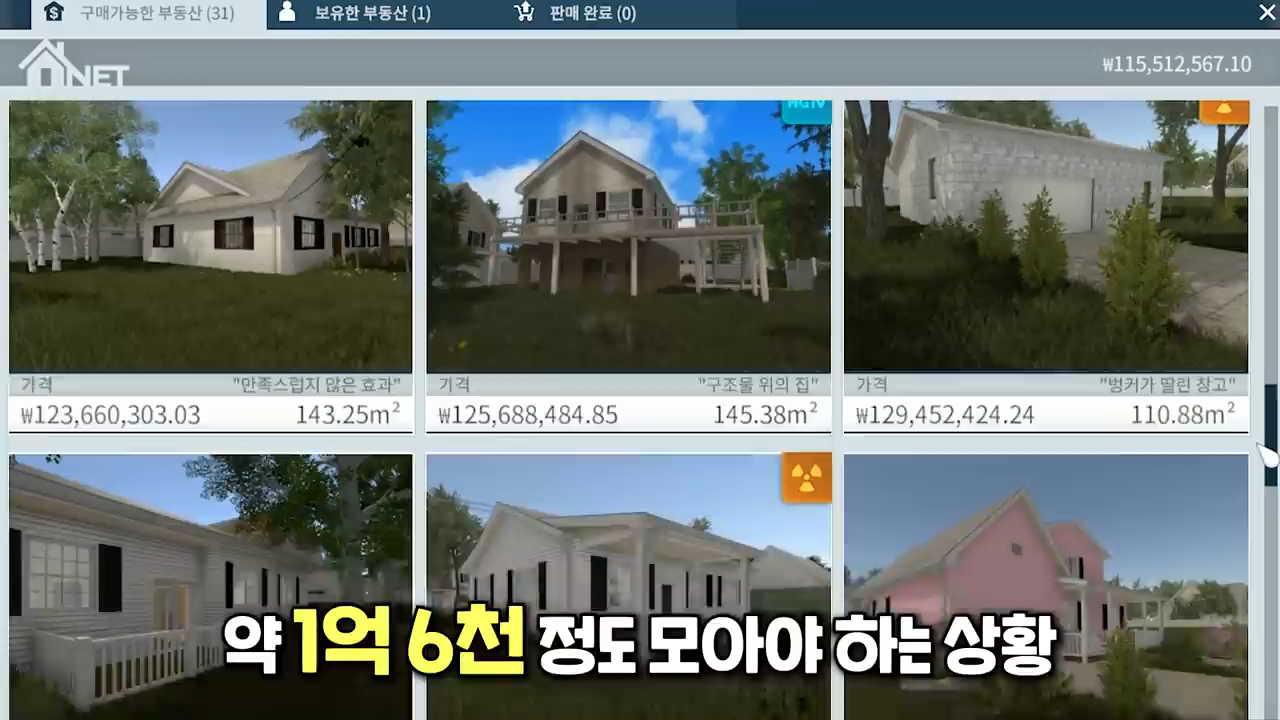 구매가능한 부동산 (31)
보유한 부동산 (1)
판매 완료 (0)
NET
₩115,512,567.10
HGTV
가격 "만족스럽지 않은 효과"
₩123,660,303.03 143.25m²
가격 "구조물 위의 집"
₩125,688,484.85 145.38m²
가격 "벙커가 딸린 창고"
₩129,452,424.24 110.88m²
약 1억 6천 정도 모아야 하는 상황